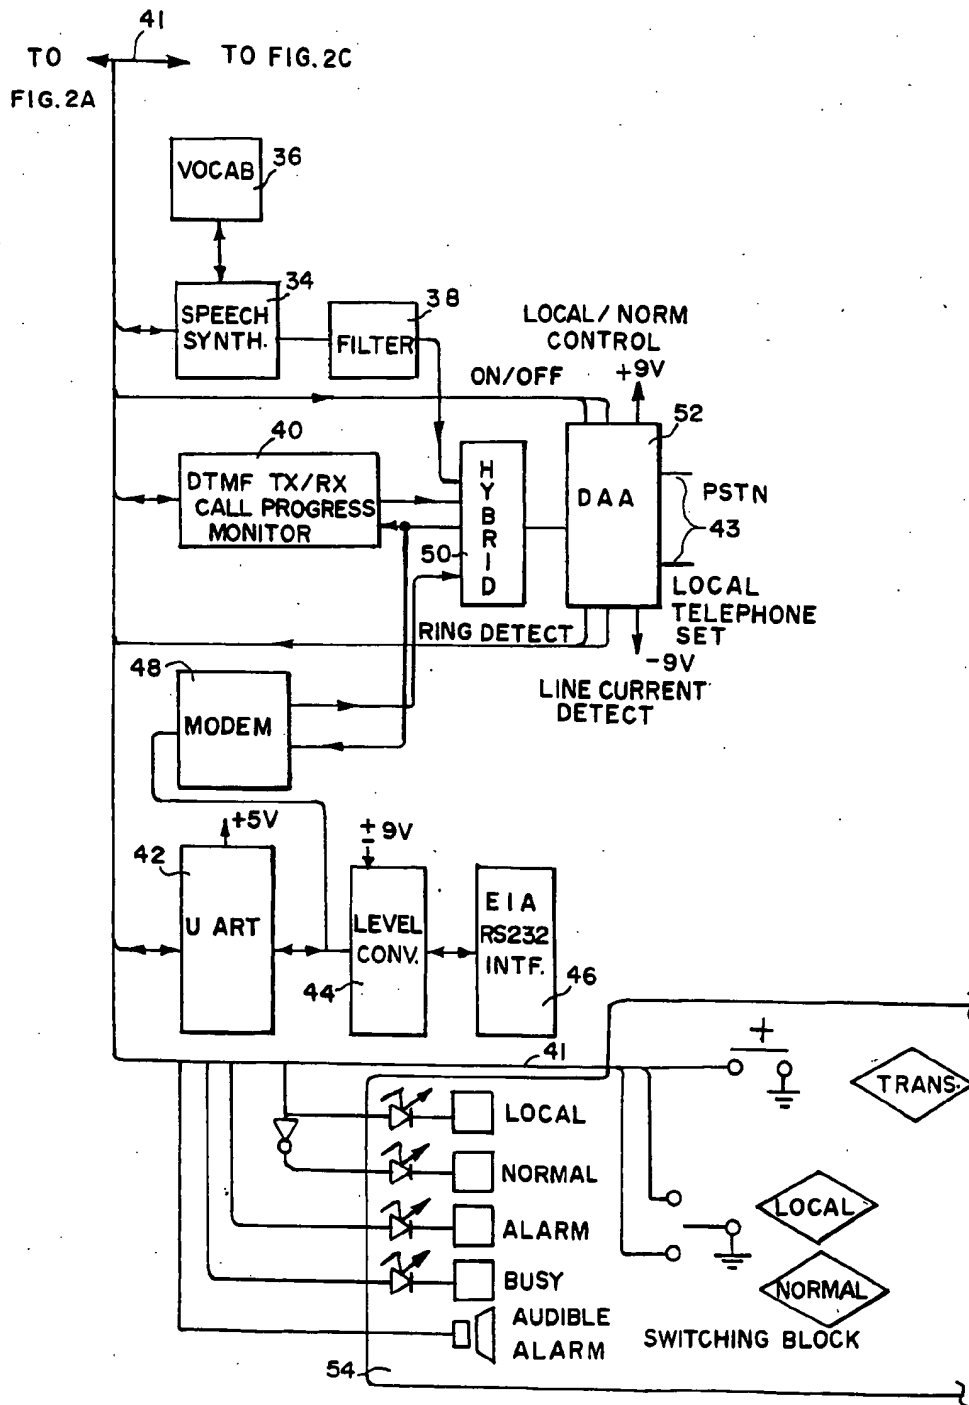 41
TO
TO FIG. 2C
FIG. 2A
VOCAB
36
34
SPEECH
SYNTH.
38
FILTER
LOCAL/NORM
CONTROL
+9V
ON/OFF
52
40
DTMF TX/RX
CALL PROGRESS
MONITOR
HYBRID
50
DAA
PSTN
43
LOCAL
TELEPHONE
SET
RING DETECT
-9V
LINE CURRENT
DETECT
48
MODEM
+5V
± 9V
42
U ART
LEVEL
CONV.
44
EIA
RS232
INTF.
46
41
+
TRANS.
LOCAL
NORMAL
ALARM
BUSY
AUDIBLE
ALARM
LOCAL
NORMAL
SWITCHING BLOCK
54